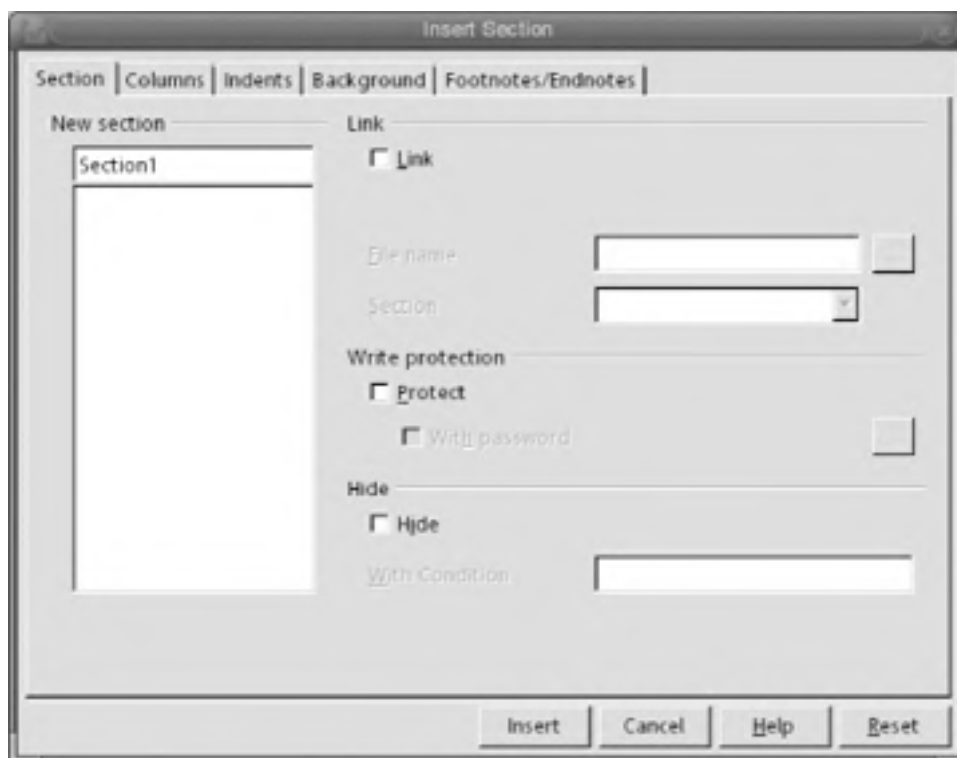 Insert Section
Section Columns Indents Background Footnotes/Endnotes
New section
Section1
Link
Link
File name
Section
Write protection
Protect
With password
Hide
Hide
With Condition
Insert Cancel Help Reset